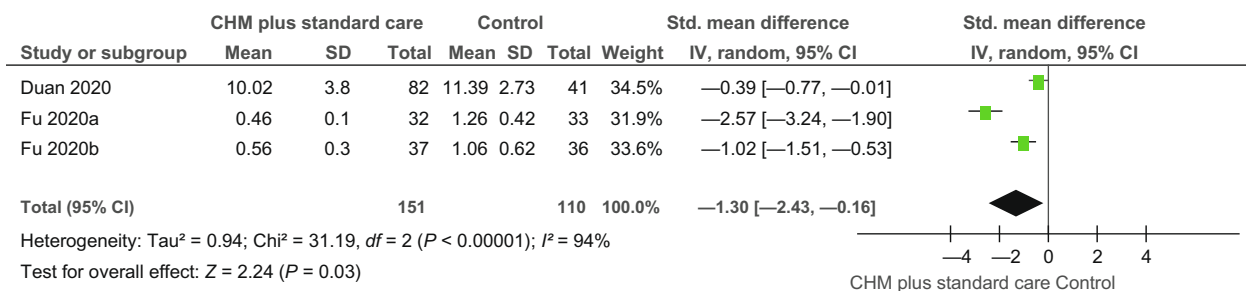 CHM plus standard care Control Std. mean difference Std. mean difference
Study or subgroup Mean SD Total Mean SD Total Weight IV, random, 95% CI IV, random, 95% CI
Duan 2020 10.02 3.8 82 11.39 2.73 41 34.5% —0.39 [—0.77, —0.01]
Fu 2020a 0.46 0.1 32 1.26 0.42 33 31.9% —2.57 [—3.24, —1.90]
Fu 2020b 0.56 0.3 37 1.06 0.62 36 33.6% —1.02 [—1.51, —0.53]
Total (95% CI) 151 110 100.0% —1.30 [—2.43, —0.16]
Heterogeneity: Tau² = 0.94; Chi² = 31.19, df = 2 (P < 0.00001); I² = 94%
Test for overall effect: Z = 2.24 (P = 0.03)
—4 —2 0 2 4
CHM plus standard care Control